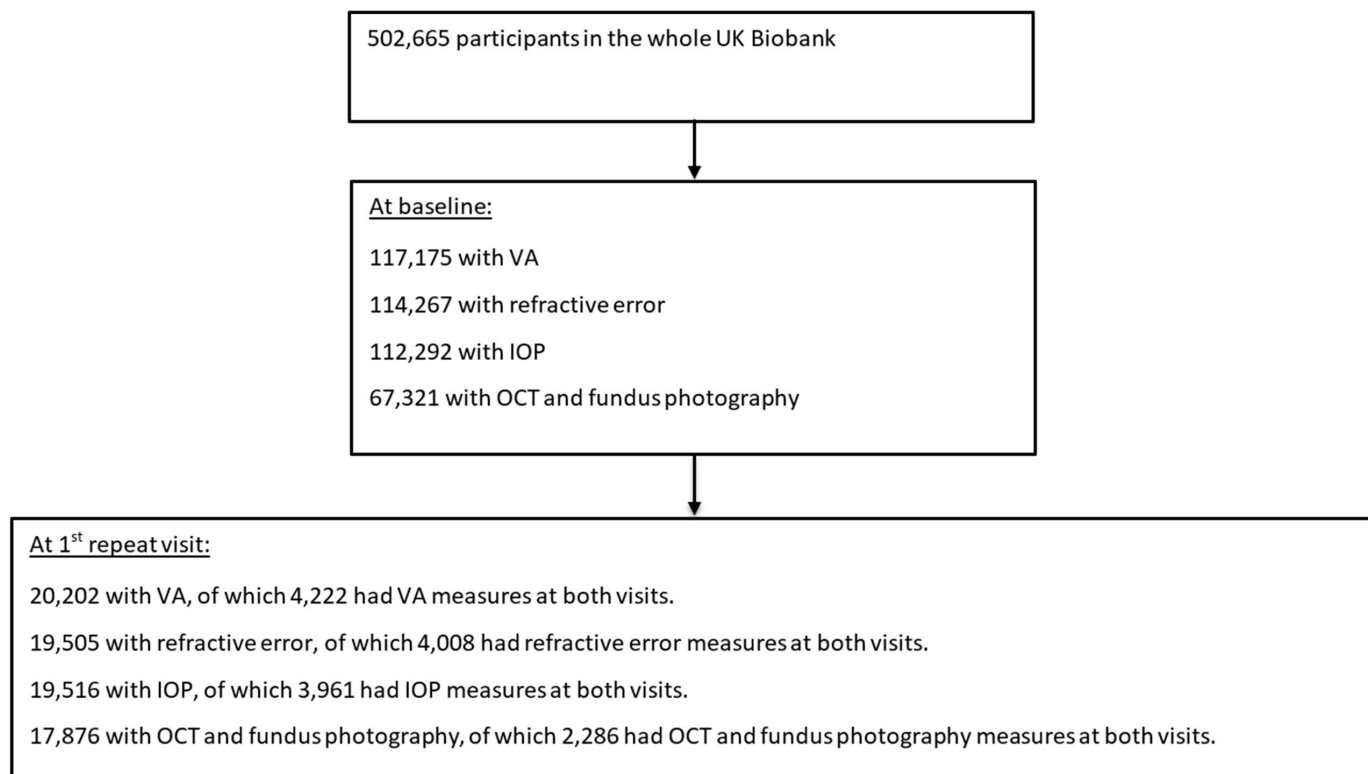 502,665 participants in the whole UK Biobank
At baseline:
117,175 with VA
114,267 with refractive error
112,292 with IOP
67,321 with OCT and fundus photography
At 1st repeat visit:
20,202 with VA, of which 4,222 had VA measures at both visits.
19,505 with refractive error, of which 4,008 had refractive error measures at both visits.
19,516 with IOP, of which 3,961 had IOP measures at both visits.
17,876 with OCT and fundus photography, of which 2,286 had OCT and fundus photography measures at both visits.